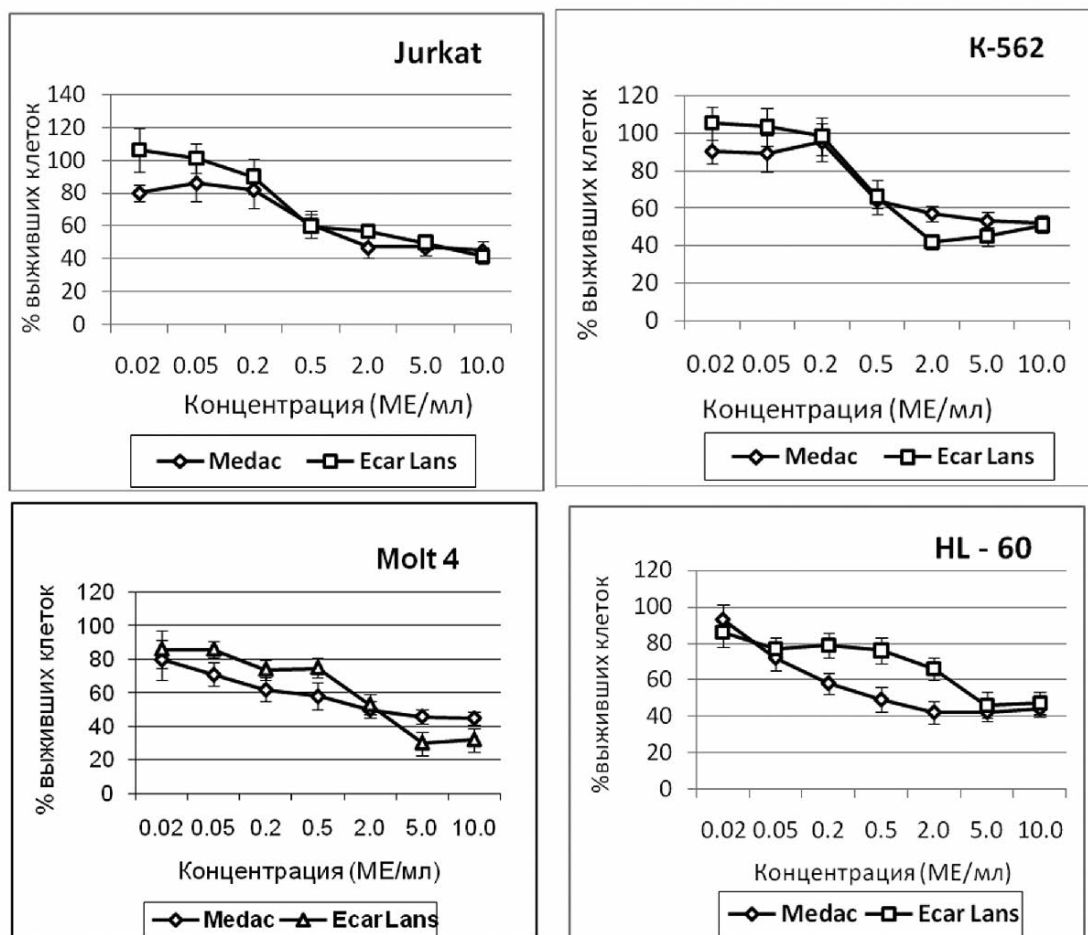 Jurkat
% выживших клеток
140
120
100
80
60
40
20
0
0.02 0.05 0.2 0.5 2.0 5.0 10.0
Концентрация (МЕ/мл)
Medac Ecar Lans
К-562
% выживших клеток
120
100
80
60
40
20
0
0.02 0.05 0.2 0.5 2.0 5.0 10.0
Концентрация (МЕ/мл)
Medac Ecar Lans
Molt 4
% выживших клеток
120
100
80
60
40
20
0
0.02 0.05 0.2 0.5 2.0 5.0 10.0
Концентрация (МЕ/мл)
Medac Ecar Lans
HL - 60
%выживших клеток
120
100
80
60
40
20
0
0.02 0.05 0.2 0.5 2.0 5.0 10.0
Концентрация (МЕ/мл)
Medac Ecar Lans